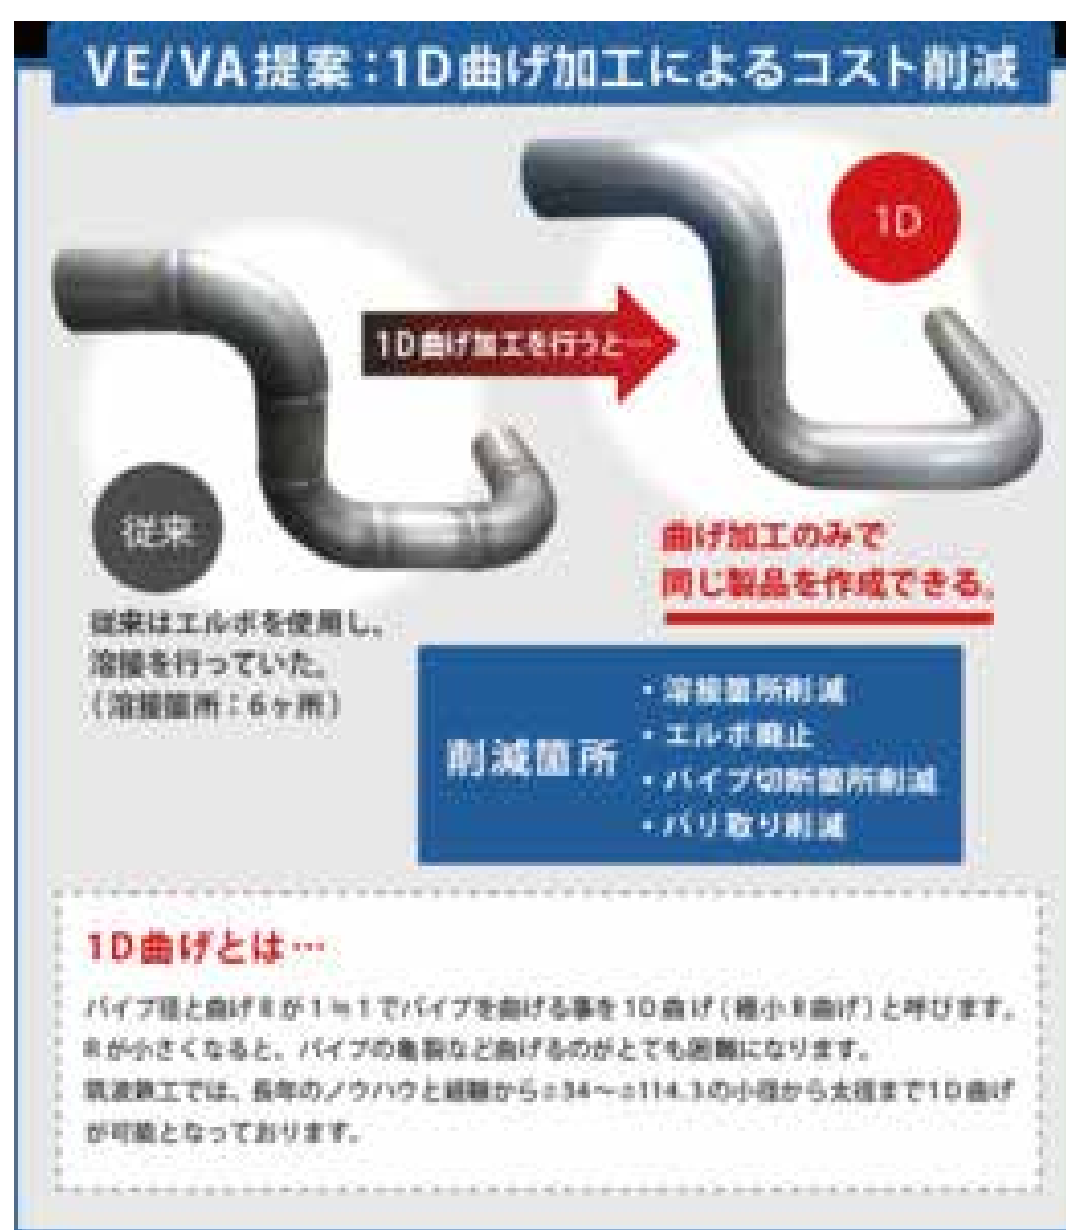 VE/VA提案：1D曲げ加工によるコスト削減
1D
1D曲げ加工を行うと…
従来
従来はエルボを使用し、
溶接を行っていた。
（溶接箇所：6ヶ所）
曲げ加工のみで
同じ製品を作成できる。
削減箇所
・溶接箇所削減
・エルボ廃止
・パイプ切断箇所削減
・バリ取り削減
1D曲げとは…
パイプ径と曲げRが1≒1でパイプを曲げる事を1D曲げ（極小R曲げ）と呼びます。
Rが小さくなると、パイプの亀裂など曲げるのがとても困難になります。
筑波鉄工では、長年のノウハウと経験から34～114.3の小径から太径まで1D曲げ
が可能となっております。